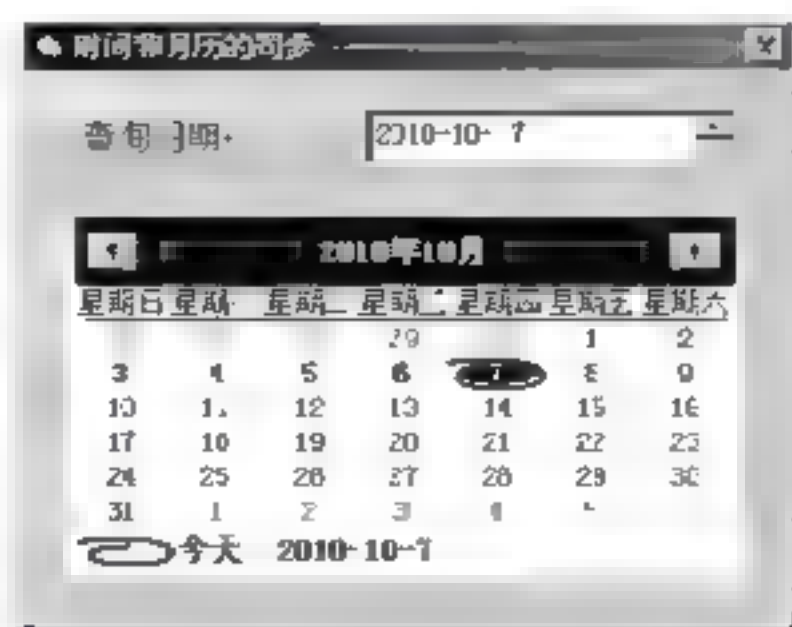 时间和月历的同步
查询日期:
2010-10- 7
2010年10月
星期日 星期一 星期二 星期三 星期四 星期五 星期六
29 1 2
3 4 5 6 7 8 9
10 11 12 13 14 15 16
17 18 19 20 21 22 23
24 25 26 27 28 29 30
31 1 2 3 4
今天 2010-10-7